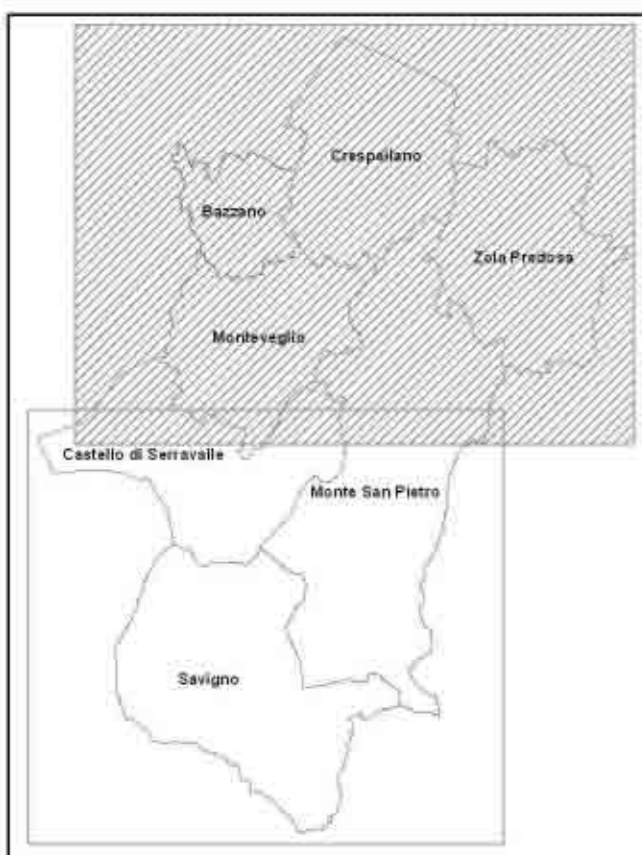 Crespellano
Bazzano
Zola Predosa
Monteveglio
Castello di Serravalle
Monte San Pietro
Savigno